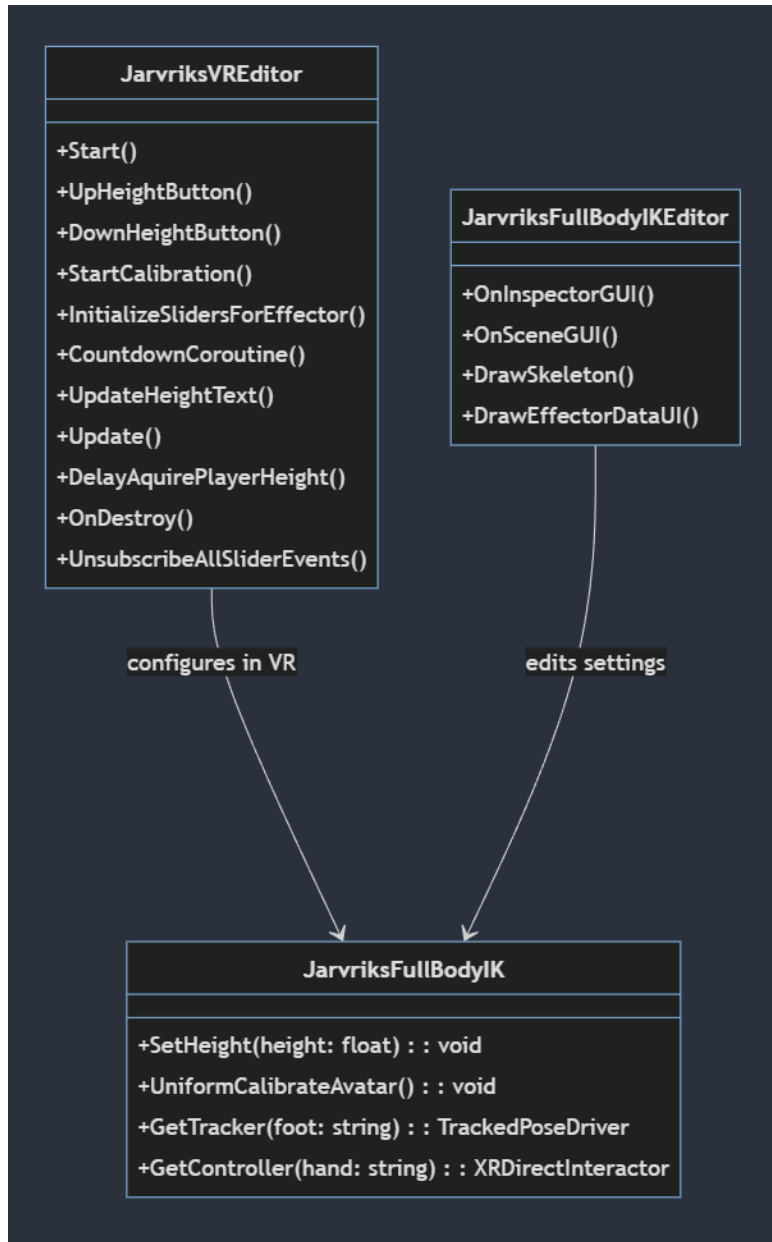 JarvriksVREditor
+Start()
+UpHeightButton()
+DownHeightButton()
+StartCalibration()
+InitializeSlidersForEffector()
+CountdownCoroutine()
+UpdateHeightText()
+Update()
+DelayAquirePlayerHeight()
+OnDestroy()
+UnsubscribeAllSliderEvents()
JarvriksFullBodyIKEditor
+OnInspectorGUI()
+OnSceneGUI()
+DrawSkeleton()
+DrawEffectorDataUI()
configures in VR
edits settings
JarvriksFullBodyIK
+SetHeight(height: float) : : void
+UniformCalibrateAvatar() : : void
+GetTracker(foot: string) : : TrackedPoseDriver
+GetController(hand: string) : : XRDirectInteractor